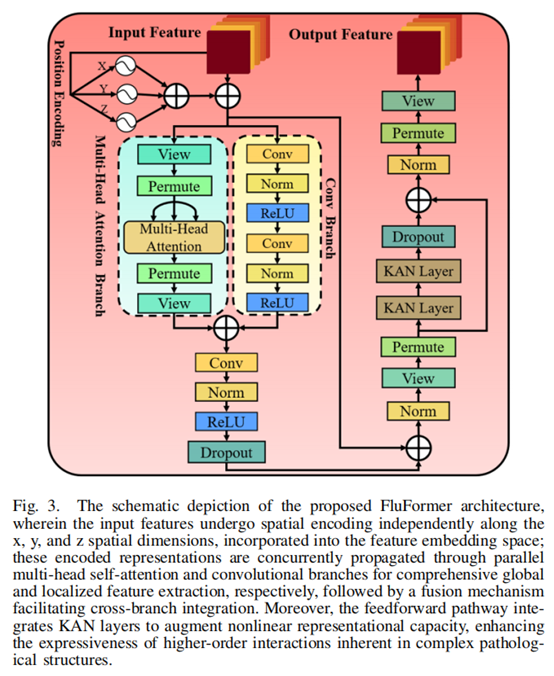 Input Feature
Output Feature
Position Encoding
X
Y
Z
Multi-Head Attention Branch
View
Permute
Multi-Head
Attention
Permute
View
Conv Branch
Conv
Norm
ReLU
Conv
Norm
ReLU
Conv
Norm
ReLU
Dropout
View
Permute
Norm
Dropout
KAN Layer
KAN Layer
Permute
View
Norm
Fig. 3. The schematic depiction of the proposed FluFormer architecture,
wherein the input features undergo spatial encoding independently along the
x, y, and z spatial dimensions, incorporated into the feature embedding space;
these encoded representations are concurrently propagated through parallel
multi-head self-attention and convolutional branches for comprehensive global
and localized feature extraction, respectively, followed by a fusion mechanism
facilitating cross-branch integration. Moreover, the feedforward pathway inte-
grates KAN layers to augment nonlinear representational capacity, enhancing
the expressiveness of higher-order interactions inherent in complex patholog-
ical structures.